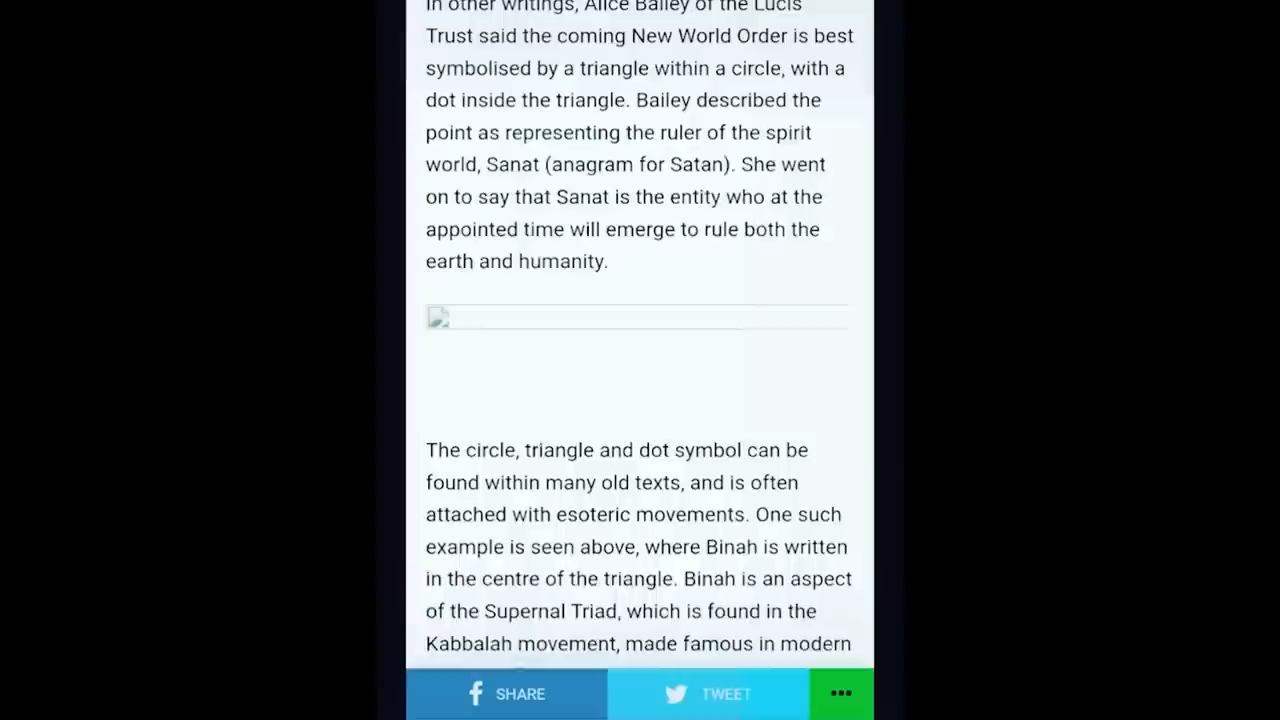 In other writings, Alice Bailey of the Lucis
Trust said the coming New World Order is best
symbolised by a triangle within a circle, with a
dot inside the triangle. Bailey described the
point as representing the ruler of the spirit
world, Sanat (anagram for Satan). She went
on to say that Sanat is the entity who at the
appointed time will emerge to rule both the
earth and humanity.
The circle, triangle and dot symbol can be
found within many old texts, and is often
attached with esoteric movements. One such
example is seen above, where Binah is written
in the centre of the triangle. Binah is an aspect
of the Supernal Triad, which is found in the
Kabbalah movement, made famous in modern
SHARE
TWEET